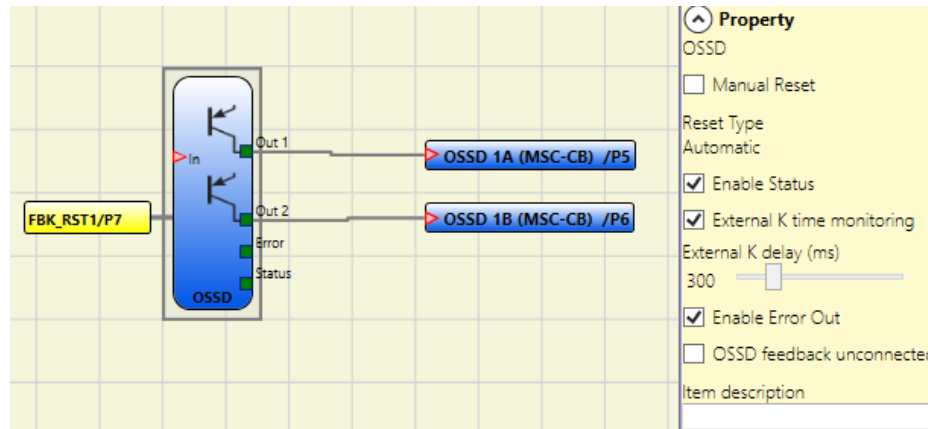 Out 1
In
OSSD 1A (MSC-CB) /P5
FBK_RST1/P7
Out 2
OSSD 1B (MSC-CB) /P6
Error
Status
OSSD
Property
OSSD
Manual Reset
Reset Type
Automatic
Enable Status
External K time monitoring
External K delay (ms)
300
Enable Error Out
OSSD feedback unconnected
Item description